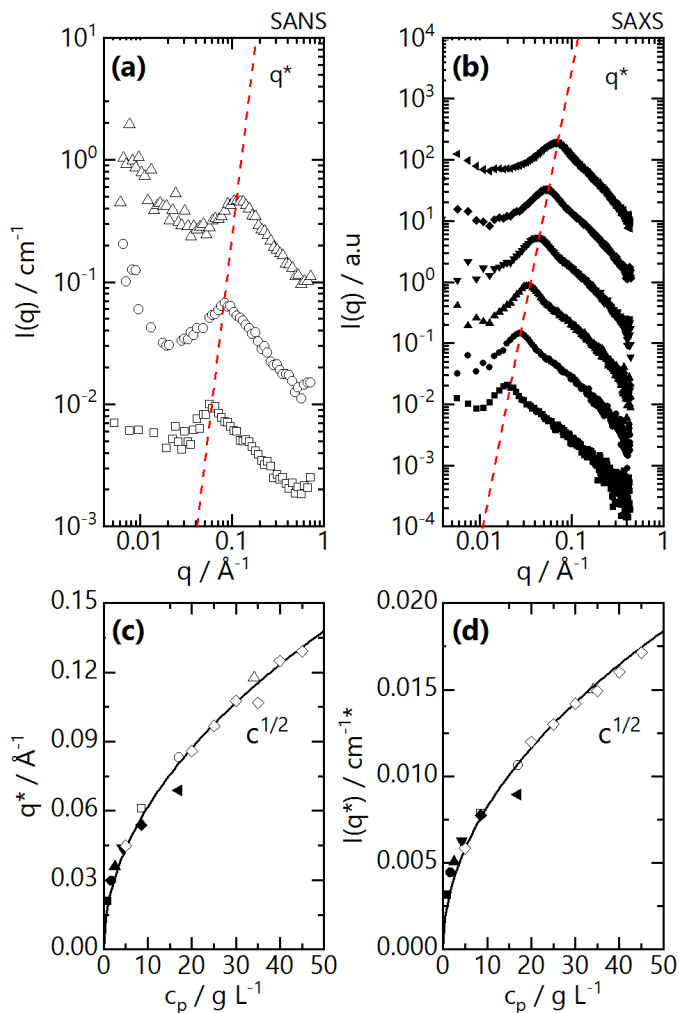 SANS
SAXS
(a)
q*
10^1
10^0
10^-1
10^-2
10^-3
I(q) / cm^-1
0.01
0.1
1
q / Å^-1
(b)
q*
10^4
10^3
10^2
10^1
10^0
10^-1
10^-2
10^-3
10^-4
I(q) / a.u
0.01
0.1
1
q / Å^-1
(c)
0.15
0.12
0.09
0.06
0.03
0.00
q* / Å^-1
c^1/2
0
10
20
30
40
50
c_p / g L^-1
(d)
0.020
0.015
0.010
0.005
0.000
I(q*) / cm^-1*
c^1/2
0
10
20
30
40
50
c_p / g L^-1